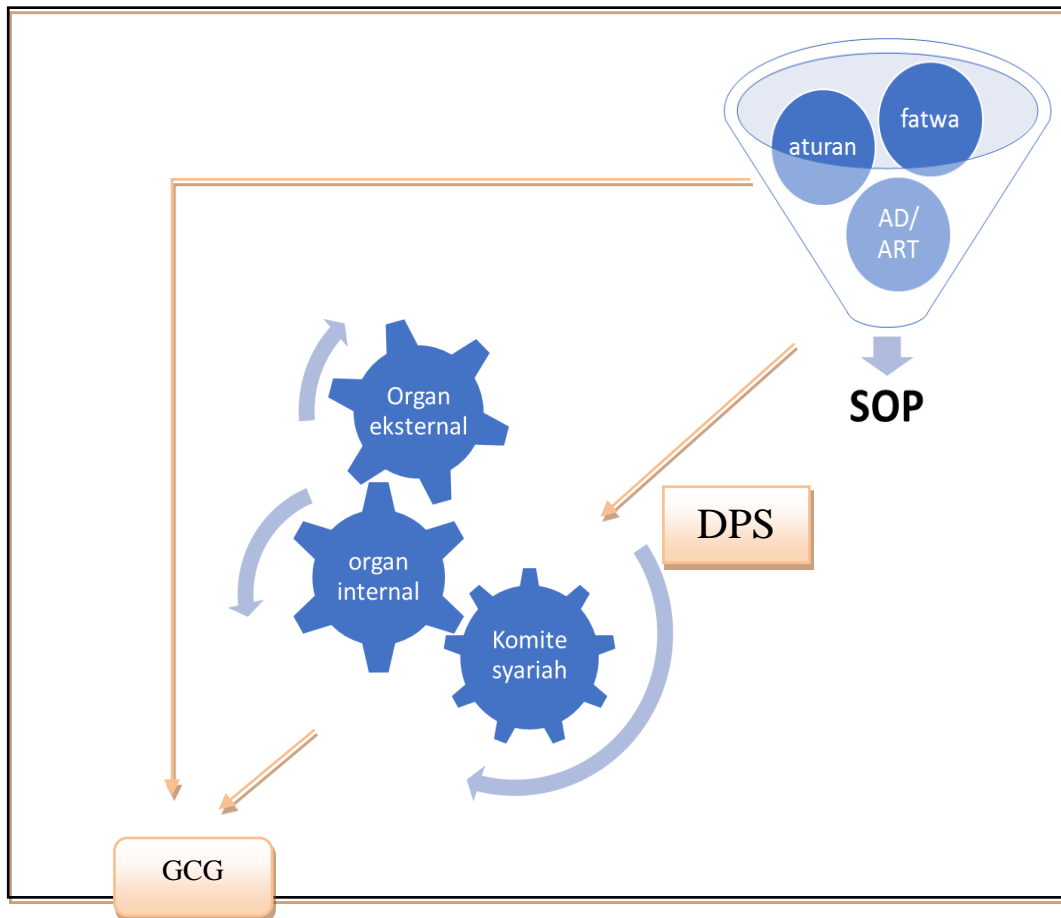 fatwa
aturan
AD/
ART
SOP
Organ
eksternal
DPS
organ
internal
Komite
syariah
GCG